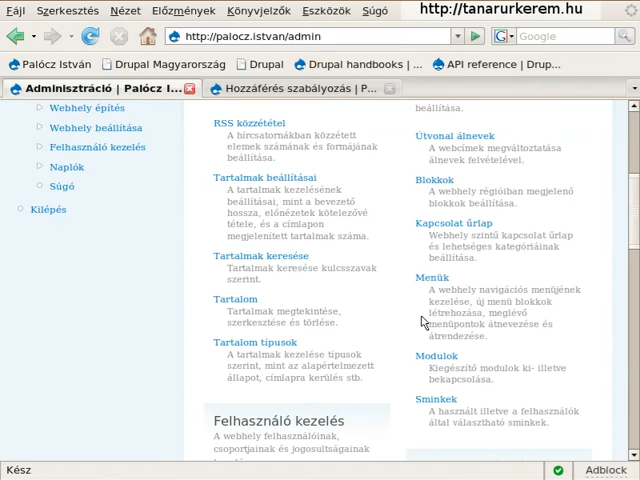 Fájl Szerkesztés Nézet Előzmények Könyvjelzők Eszközök Súgó http://tanarurkerem.hu
http://palocz.istvan/admin Google
Palócz István Drupal Magyarország Drupal Drupal handbooks | ... API reference | Drup...
Adminisztráció | Palócz I... Hozzáférés szabályozás | P...
Webhely építés
Webhely beállítása
Felhasználó kezelés
Naplók
Súgó
Kilépés
RSS közzététel
A hírcsatornákban közzétett
elemek számának és formájának
beállítása.
Tartalmak beállításai
A tartalmak kezelésének
beállításai, mint a bevezető
hossza, előnézetek kötelezővé
tétele, és a címlapon
megjelenített tartalmak száma.
Tartalmak keresése
Tartalmak keresése kulcsszavak
szerint.
Tartalom
Tartalmak megtekintése,
szerkesztése és törlése.
Tartalom típusok
A tartalmak kezelése típusok
szerint, mint az alapértelmezett
állapot, címlapra kerülés stb.
Felhasználó kezelés
A webhely felhasználóinak,
csoportjainak és jogosultságainak
beállítása.
Útvonal álnevek
A webcímek megváltoztatása
álnevek felvételével.
Blokkok
A webhely régióiban megjelenő
blokkok beállítása.
Kapcsolat űrlap
Webhely szintű kapcsolat űrlap
és lehetséges kategóriáinak
beállítása.
Menük
A webhely navigációs menüjének
kezelése, új menü blokkok
létrehozása, meglévő
menüpontok átnevezése és
átrendezése.
Modulok
Kiegészítő modulok ki- illetve
bekapcsolása.
Sminkek
A használt illetve a felhasználók
által választható sminkek.
Kész Adblock